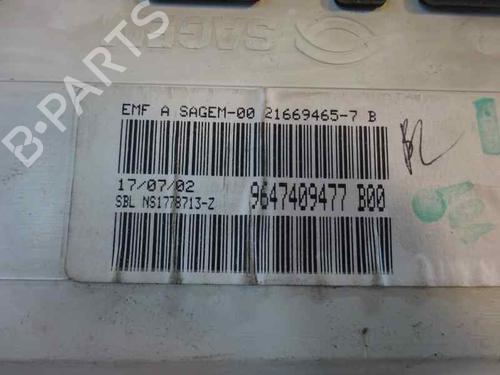 SAGEM
EMF A SAGEM-00 21669465-7 B
17/07/02
9647409477 B00
SBL NS1778713-Z
B-PARTS